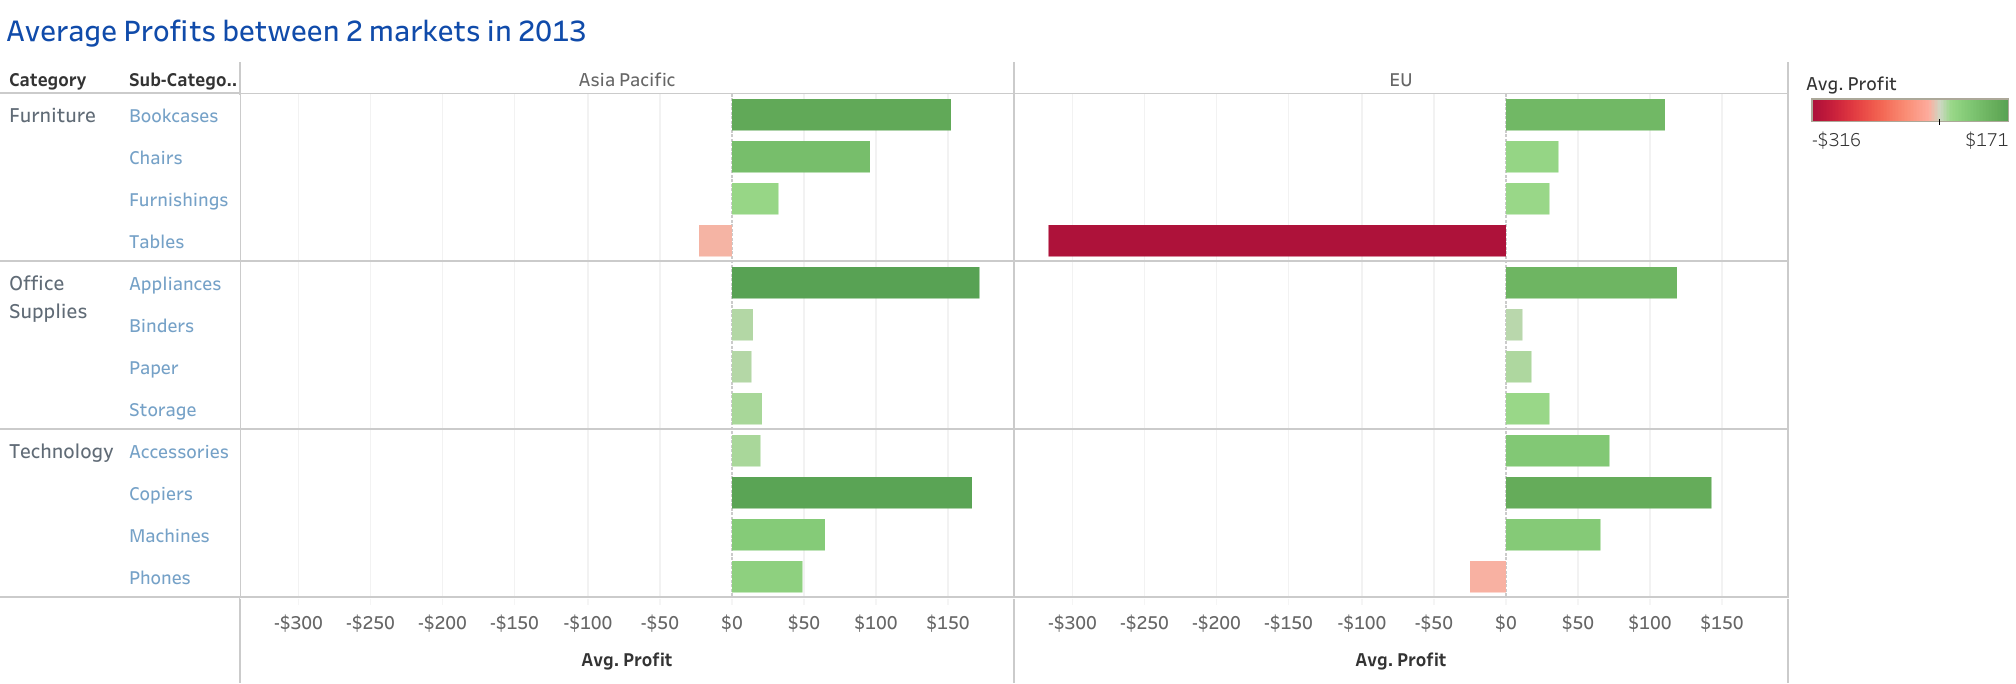 Average Profits between 2 markets in 2013
Category Sub-Catego.. Asia Pacific EU
Avg. Profit
-$316 $171
Furniture Bookcases
Chairs
Furnishings
Tables
Office Supplies Appliances
Binders
Paper
Storage
Technology Accessories
Copiers
Machines
Phones
-$300 -$250 -$200 -$150 -$100 -$50 $0 $50 $100 $150 -$300 -$250 -$200 -$150 -$100 -$50 $0 $50 $100 $150
Avg. Profit Avg. Profit